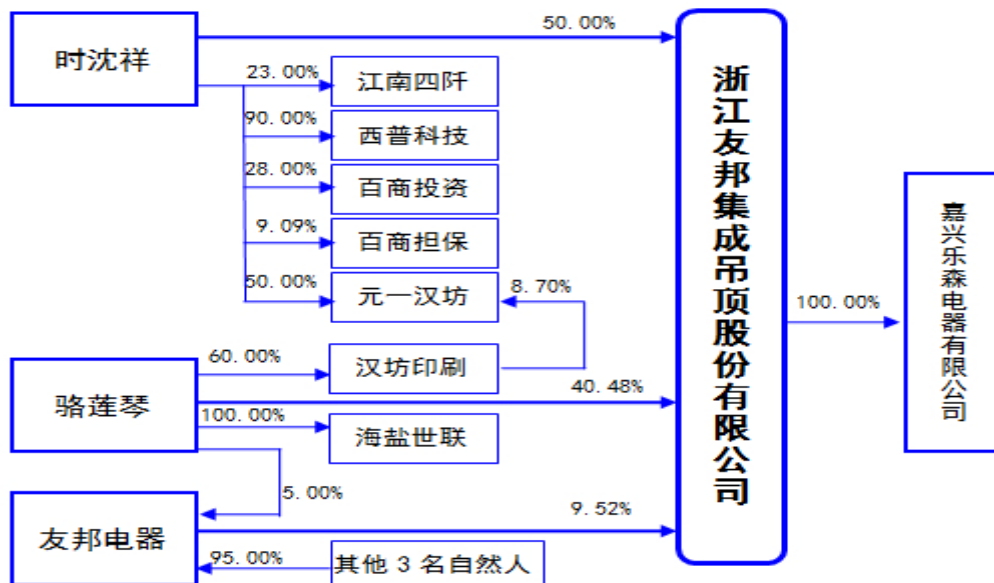 时沈祥
50.00%
23.00%
江南四阡
90.00%
西普科技
28.00%
百商投资
9.09%
百商担保
50.00%
元一汉坊
8.70%
浙江友邦集成吊顶股份有限公司
100.00%
嘉兴乐森电器有限公司
骆莲琴
60.00%
汉坊印刷
40.48%
100.00%
海盐世联
5.00%
友邦电器
9.52%
95.00%
其他 3 名自然人